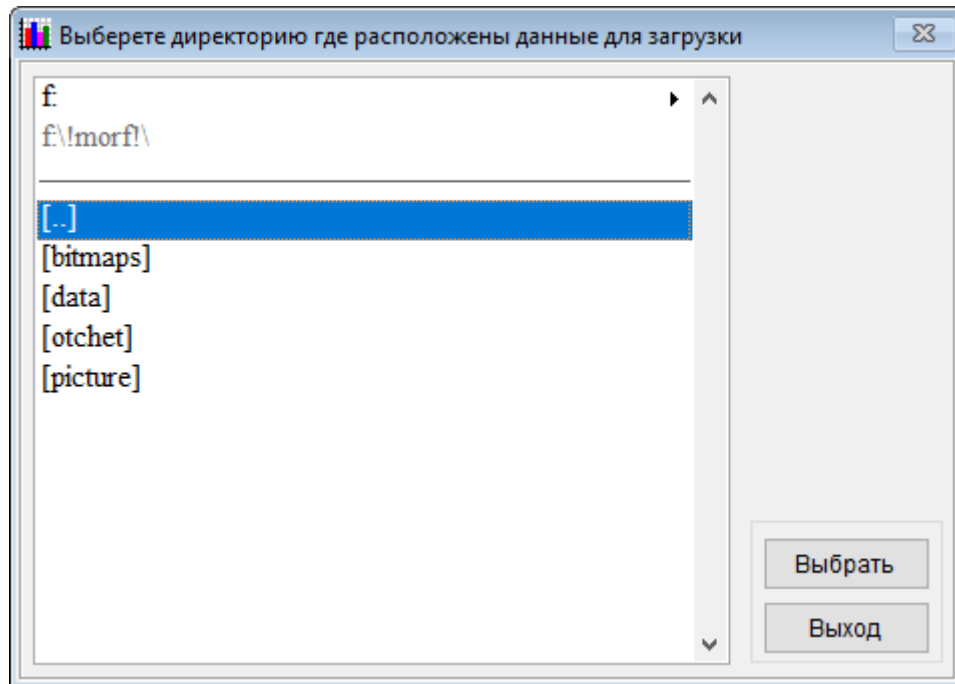 Выберете директорию где расположены данные для загрузки
f:
f:\!morf!\
[..]
[bitmaps]
[data]
[otchet]
[picture]
Выбрать
Выход